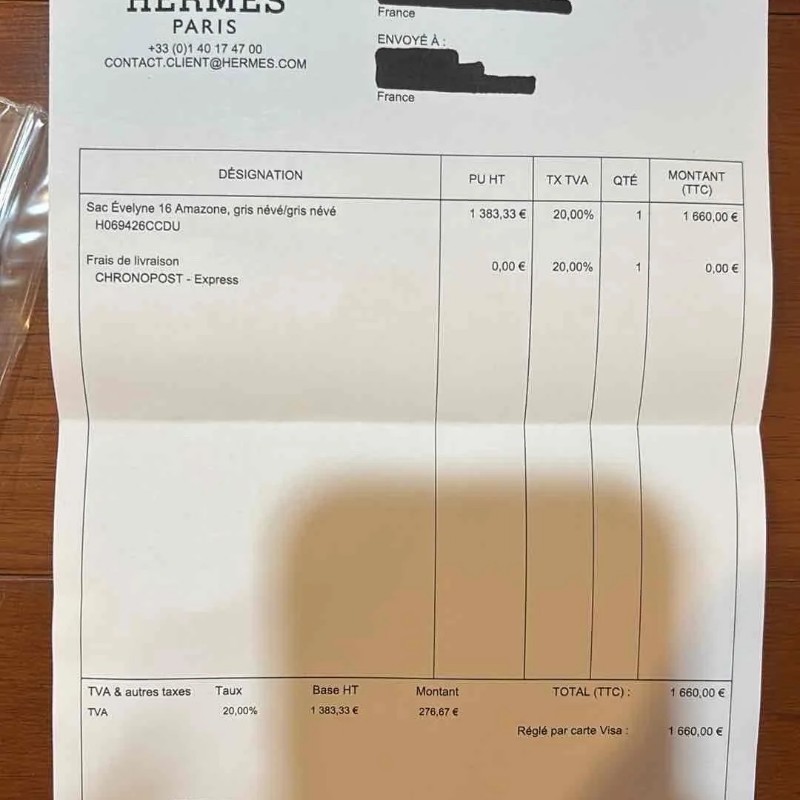 HERMÈS
PARIS
+33 (0)1 40 17 47 00
CONTACT.CLIENT@HERMES.COM
France
ENVOYÉ À :
France
DÉSIGNATION PU HT TX TVA QTÉ MONTANT (TTC)
Sac Évelyne 16 Amazone, gris névé/gris névé 1 383,33 € 20,00% 1 1 660,00 €
H069426CCDU
Frais de livraison 0,00 € 20,00% 1 0,00 €
CHRONOPOST - Express
TVA & autres taxes Taux Base HT Montant TOTAL (TTC) : 1 660,00 €
TVA 20,00% 1 383,33 € 276,67 €
Réglé par carte Visa : 1 660,00 €